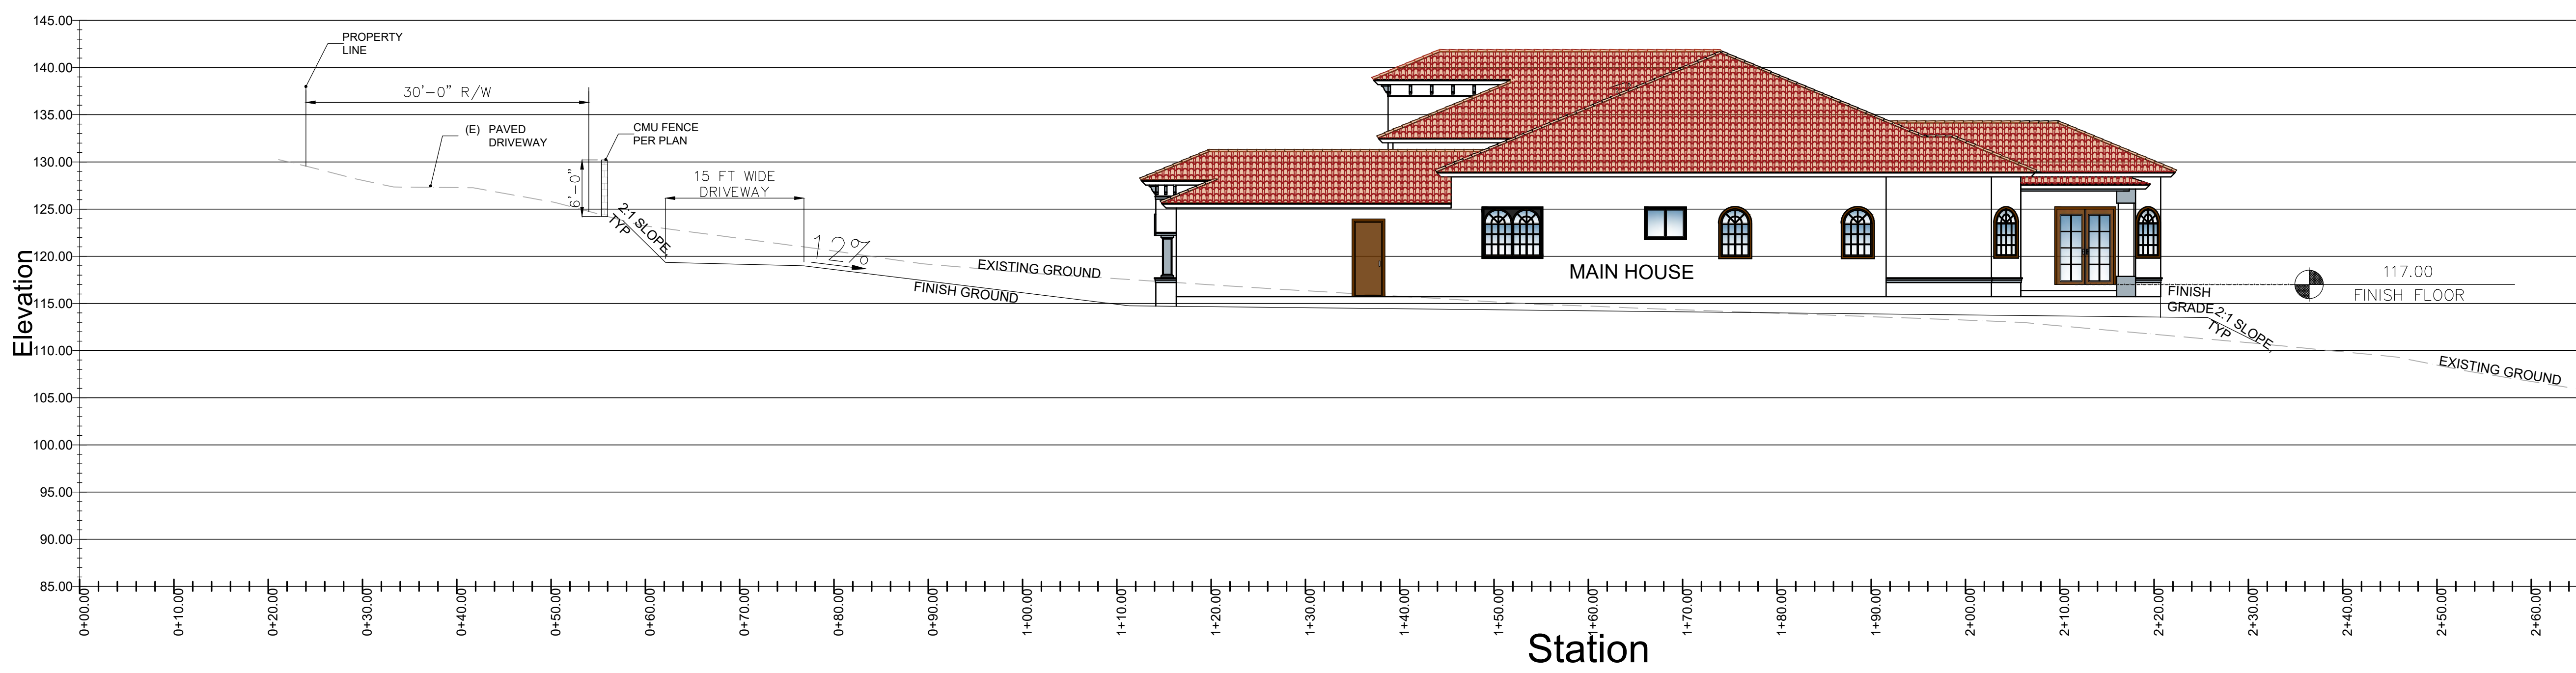 145.00
140.00
135.00
130.00
125.00
120.00
115.00
110.00
105.00
100.00
95.00
90.00
85.00
Elevation
PROPERTY
LINE
30'-0" R/W
(E) PAVED
DRIVEWAY
CMU FENCE
PER PLAN
6'-0"
15 FT WIDE
DRIVEWAY
2:1 SLOPE,
TYP
12%
EXISTING GROUND
FINISH GROUND
MAIN HOUSE
117.00
FINISH FLOOR
FINISH
GRADE
2:1 SLOPE,
TYP
EXISTING GROUND
0+00.00
0+10.00
0+20.00
0+30.00
0+40.00
0+50.00
0+60.00
0+70.00
0+80.00
0+90.00
1+00.00
1+10.00
1+20.00
1+30.00
1+40.00
1+50.00
1+60.00
1+70.00
1+80.00
1+90.00
2+00.00
2+10.00
2+20.00
2+30.00
2+40.00
2+50.00
2+60.00
Station